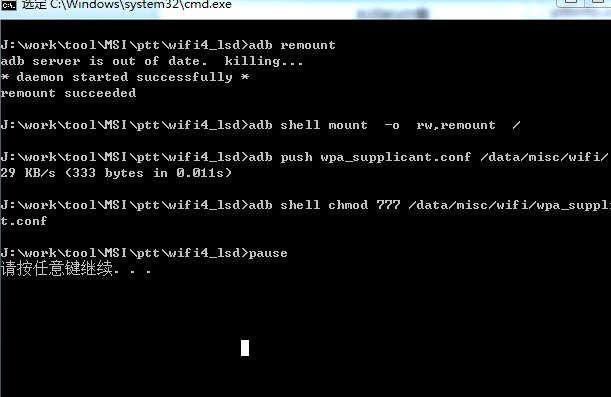 选定 C:\Windows\system32\cmd.exe
J:\work\tool\MSI\ptt\wifi4_lsd>adb remount
adb server is out of date.  killing...
* daemon started successfully *
remount succeeded
J:\work\tool\MSI\ptt\wifi4_lsd>adb shell mount  -o  rw,remount  /
J:\work\tool\MSI\ptt\wifi4_lsd>adb push wpa_supplicant.conf /data/misc/wifi/
29 KB/s (333 bytes in 0.011s)
J:\work\tool\MSI\ptt\wifi4_lsd>adb shell chmod 777 /data/misc/wifi/wpa_suppli
t.conf
J:\work\tool\MSI\ptt\wifi4_lsd>pause
请按任意键继续. . .